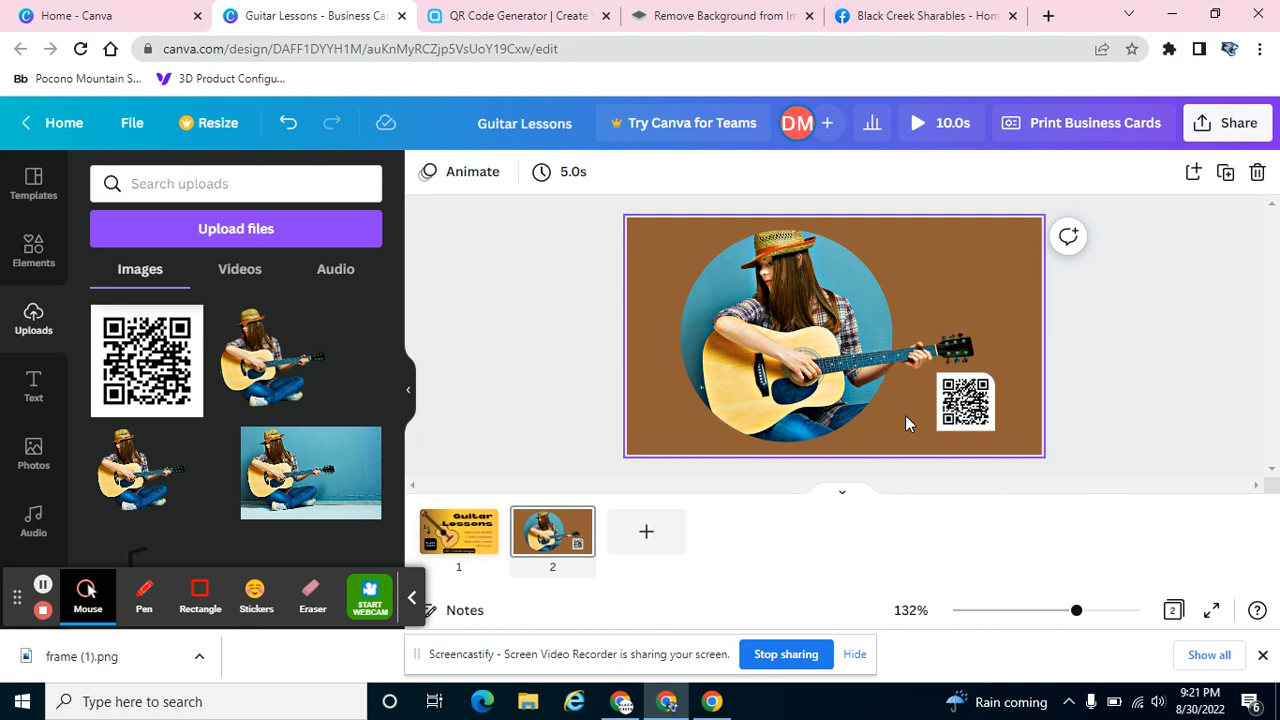 Home - Canva
Guitar Lessons - Business Ca
QR Code Generator | Create Y
Remove Background from Im
Black Creek Sharables - Hom
canva.com/design/DAFF1DYYH1M/auKnMyRCZjp5VsUoY19Cxw/edit
Bb Pocono Mountain S...
3D Product Configu...
Home
File
Resize
Guitar Lessons
Try Canva for Teams
DM
10.0s
Print Business Cards
Share
Templates
Elements
Uploads
Text
Photos
Audio
Search uploads
Upload files
Images
Videos
Audio
Animate
5.0s
Guitar
Lessons
1
2
Mouse
Pen
Rectangle
Stickers
Eraser
START
WEBCAM
Notes
132%
2
frame (1).png
Screencastify - Screen Video Recorder is sharing your screen.
Stop sharing
Hide
Show all
Type here to search
Rain coming
9:21 PM
8/30/2022
6